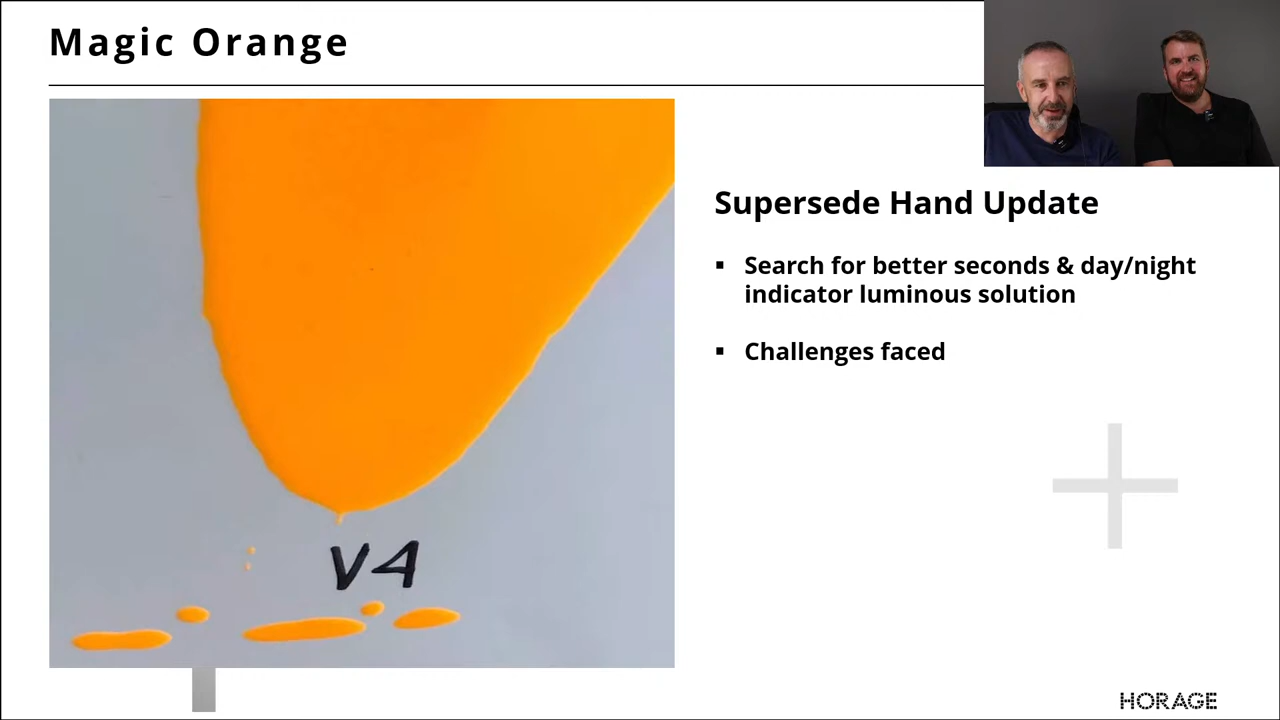 Magic Orange
Supersede Hand Update
▪ Search for better seconds & day/night
indicator luminous solution
▪ Challenges faced
V4
HORAGE